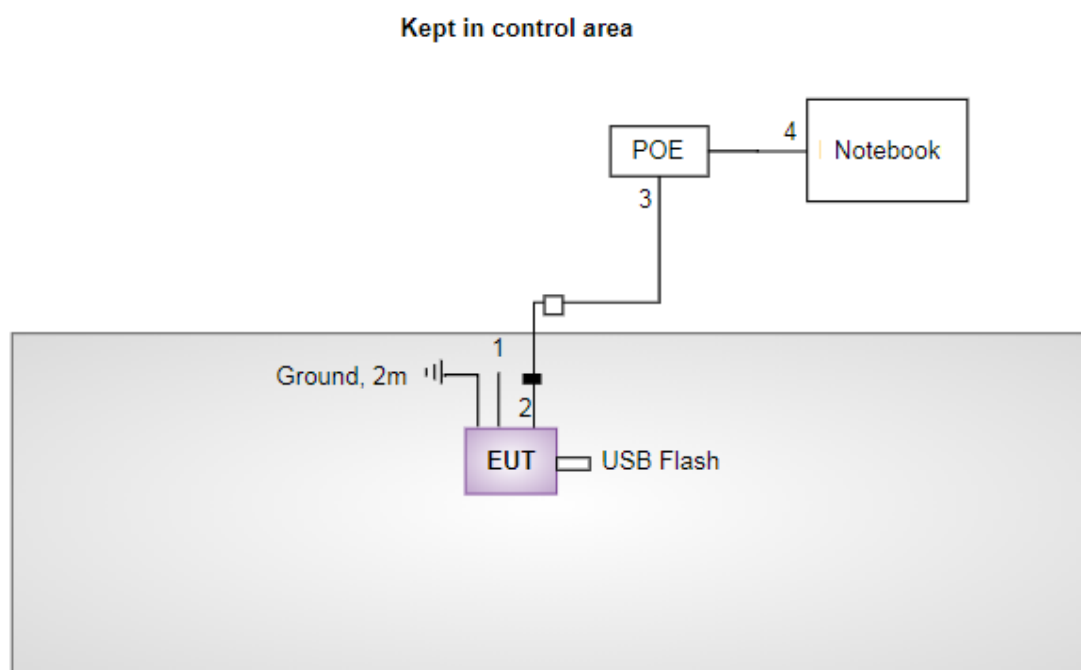 Kept in control area
4
POE
Notebook
3
1
Ground, 2m
2
EUT
USB Flash